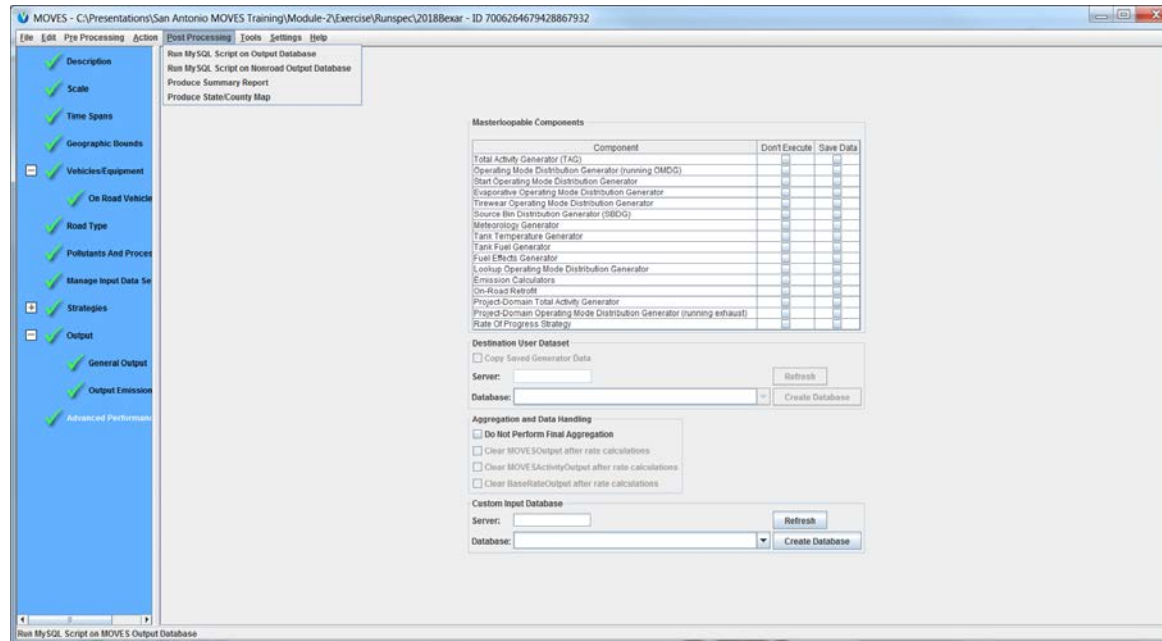 MOVES - C:\Presentations\San Antonio MOVES Training\Module-2\Exercise\Runspec\2018Bexar - ID 7006264679428867932
File Edit Pre Processing Action Post Processing Tools Settings Help
Run MySQL Script on Output Database
Run MySQL Script on Nonroad Output Database
Produce Summary Report
Produce State/County Map
Description
Scale
Time Spans
Geographic Bounds
Vehicles/Equipment
On Road Vehicle
Road Type
Pollutants And Proces
Manage Input Data Se
Strategies
Output
General Output
Output Emission
Advanced Performanc
Masterloopable Components
Component Don't Execute Save Data
Total Activity Generator (TAG)
Operating Mode Distribution Generator (running OMDG)
Start Operating Mode Distribution Generator
Evaporative Operating Mode Distribution Generator
Tirewear Operating Mode Distribution Generator
Source Bin Distribution Generator (SBDG)
Meteorology Generator
Tank Temperature Generator
Tank Fuel Generator
Fuel Effects Generator
Lookup Operating Mode Distribution Generator
Emission Calculators
On-Road Retrofit
Project-Domain Total Activity Generator
Project-Domain Operating Mode Distribution Generator (running exhaust)
Rate Of Progress Strategy
Destination User Dataset
Copy Saved Generator Data
Server: Refresh
Database: Create Database
Aggregation and Data Handling
Do Not Perform Final Aggregation
Clear MOVESOutput after rate calculations
Clear MOVESActivityOutput after rate calculations
Clear BaseRateOutput after rate calculations
Custom Input Database
Server: Refresh
Database: Create Database
Run MySQL Script on MOVES Output Database